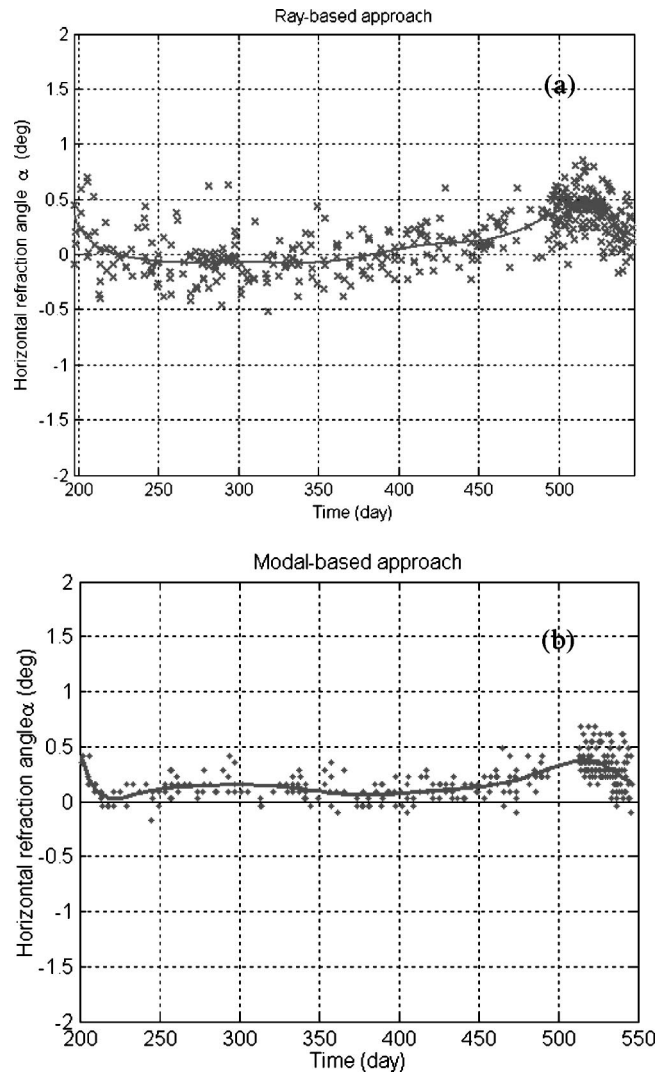 Ray-based approach
2
1.5
1
0.5
0
-0.5
-1
-1.5
-2
(a)
Horizontal refraction angle α (deg)
200 250 300 350 400 450 500
Time (day)
Modal-based approach
2
1.5
1
0.5
0
-0.5
-1
-1.5
-2
(b)
Horizontal refraction angleα (deg)
200 250 300 350 400 450 500 550
Time (day)